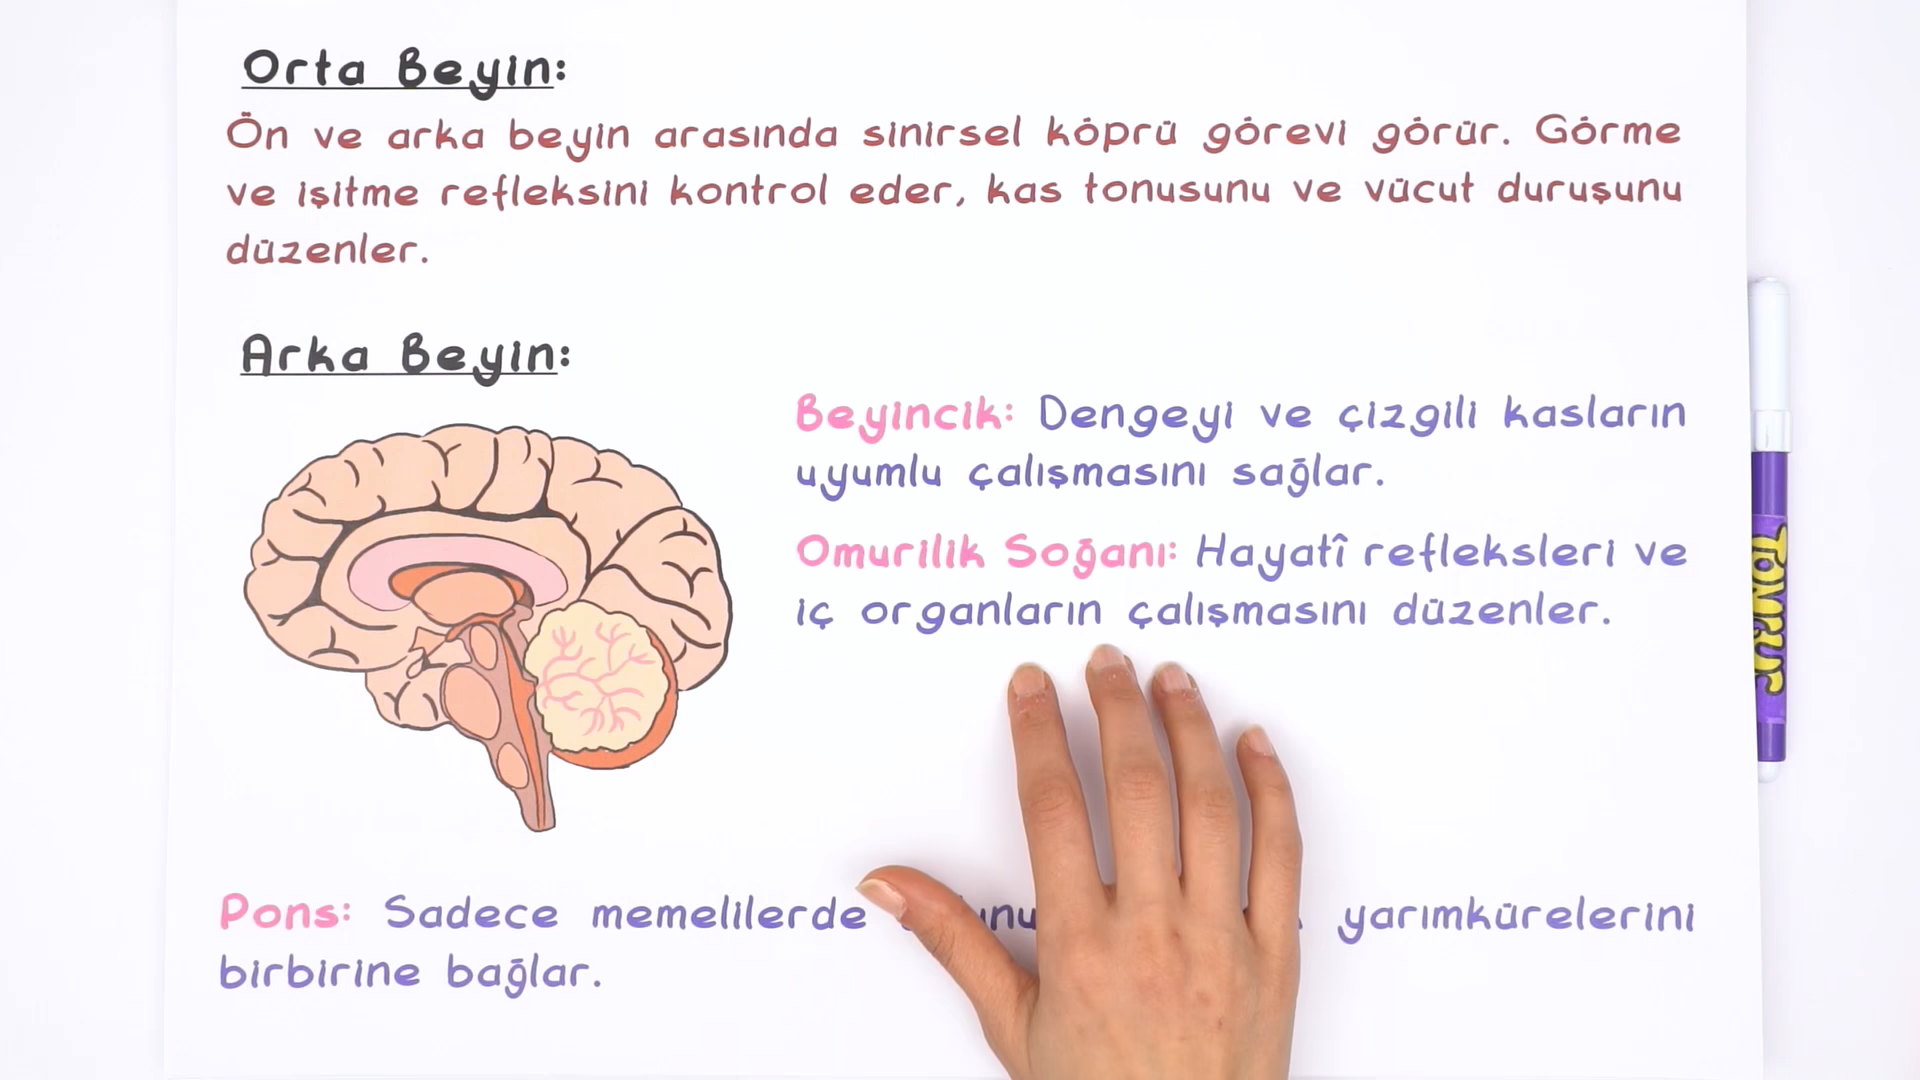 Orta Beyin:
Ön ve arka beyin arasında sinirsel köprü görevi görür. Görme
ve işitme refleksini kontrol eder, kas tonusunu ve vücut duruşunu
düzenler.
Arka Beyin:
Beyincik: Dengeyi ve çizgili kasların
uyumlu çalışmasını sağlar.
Omurilik Soğanı: Hayatî refleksleri ve
iç organların çalışmasını düzenler.
Pons: Sadece memelilerde yarımkürelerini
birbirine bağlar.
TOMBUL